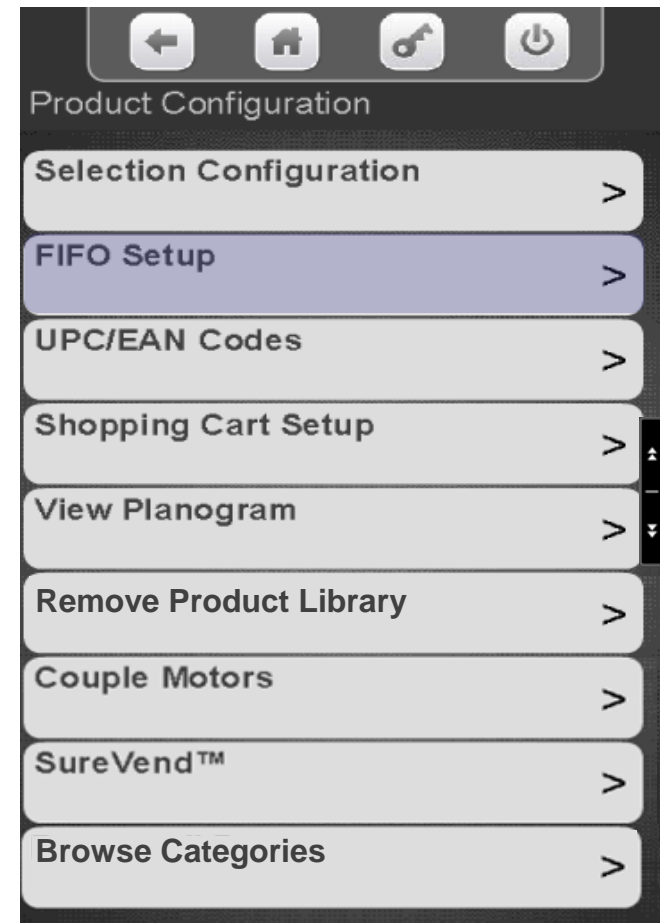 Product Configuration
Selection Configuration
>
FIFO Setup
>
UPC/EAN Codes
>
Shopping Cart Setup
>
View Planogram
>
Remove Product Library
>
Couple Motors
>
SureVend™
>
Browse Categories
>